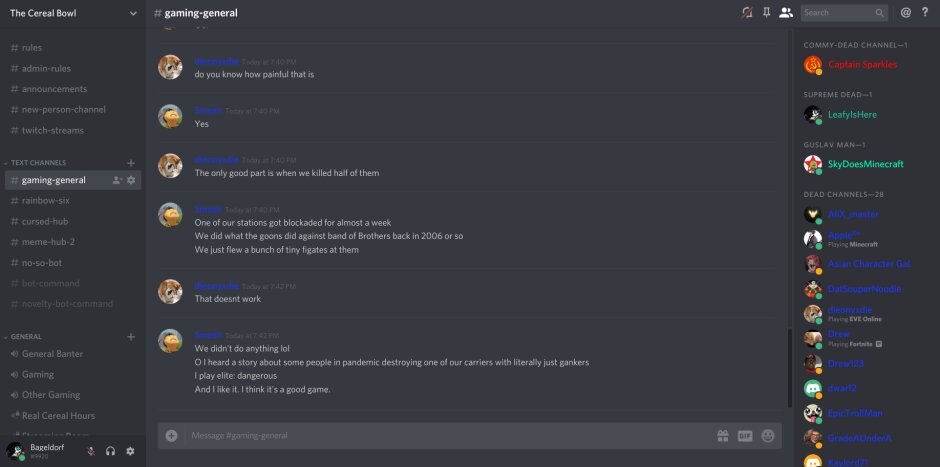 The Cereal Bowl
# gaming-general
Search
# rules
# admin-rules
# announcements
# new-person-channel
# twitch-streams
TEXT CHANNELS
# gaming-general
# rainbow-six
# cursed-hub
# meme-hub-2
# no-so-bot
# bot-command
# novelty-bot-command
GENERAL
General Banter
Gaming
Other Gaming
Real Cereal Hours
Streaming Room
Bageldorf
#9920
dieonyxdie Today at 7:40 PM
do you know how painful that is
Today at 7:40 PM
Yes
dieonyxdie Today at 7:40 PM
The only good part is when we killed half of them
Today at 7:40 PM
One of our stations got blockaded for almost a week
We did what the goons did against band of Brothers back in 2006 or so
We just flew a bunch of tiny figates at them
dieonyxdie Today at 7:42 PM
That doesnt work
Today at 7:42 PM
We didn't do anything lol
O I heard a story about some people in pandemic destroying one of our carriers with literally just gankers
I play elite: dangerous
And I like it. I think it's a good game.
Message #gaming-general
GIF
COMMY-DEAD CHANNEL—1
Captain Sparkles
SUPREME DEAD—1
LeafyIsHere
GUSLAV MAN—1
SkyDoesMinecraft
DEAD CHANNELS—28
AliX_master
Apple
Playing Minecraft
Asian Character Gal
DatSouperNoodle
dieonyxdie
Playing EVE Online
Drew
Playing Fortnite
Drew123
dwarf2
EpicTrollMan
GradeAUnderA
Kaylord71